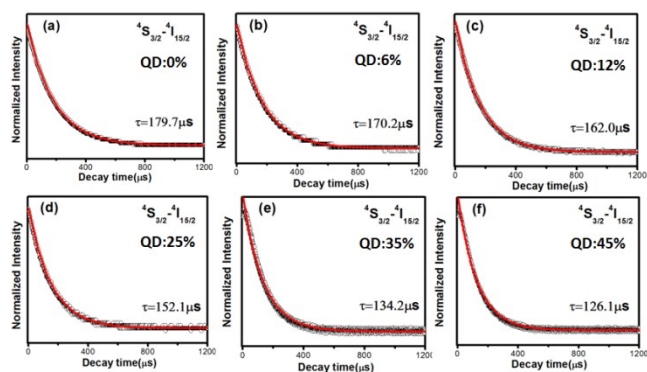 (a)
⁴S₃/₂-⁴I₁₅/₂
QD:0%
τ=179.7μs
Normalized Intensity
0 400 800 1200
Decay time(μs)
(b)
⁴S₃/₂-⁴I₁₅/₂
QD:6%
τ=170.2μs
Normalized Intensity
0 400 800 1200
Decay time(μs)
(c)
⁴S₃/₂-⁴I₁₅/₂
QD:12%
τ=162.0μs
Normalized Intensity
0 400 800 1200
Decay time(μs)
(d)
⁴S₃/₂-⁴I₁₅/₂
QD:25%
τ=152.1μs
Normalized Intensity
0 400 800 1200
Decay time(μs)
(e)
⁴S₃/₂-⁴I₁₅/₂
QD:35%
τ=134.2μs
Normalized Intensity
0 400 800 1200
Decay time(μs)
(f)
⁴S₃/₂-⁴I₁₅/₂
QD:45%
τ=126.1μs
Normalized Intensity
0 400 800 1200
Decay time(μs)